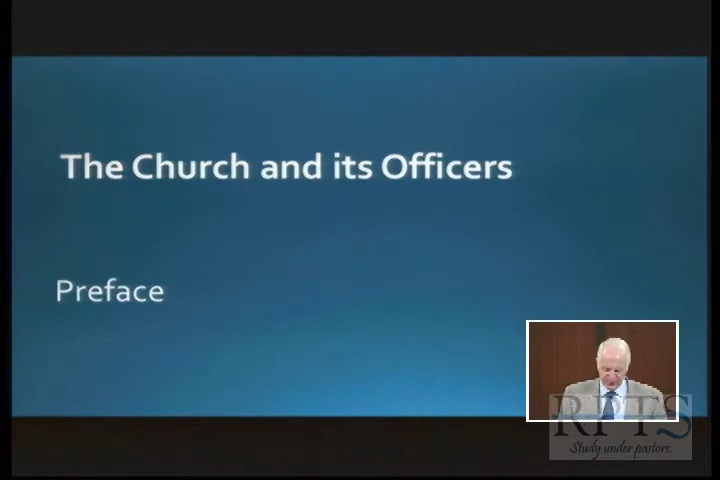 The Church and its Officers
Preface
RPTS
Study under pastors.